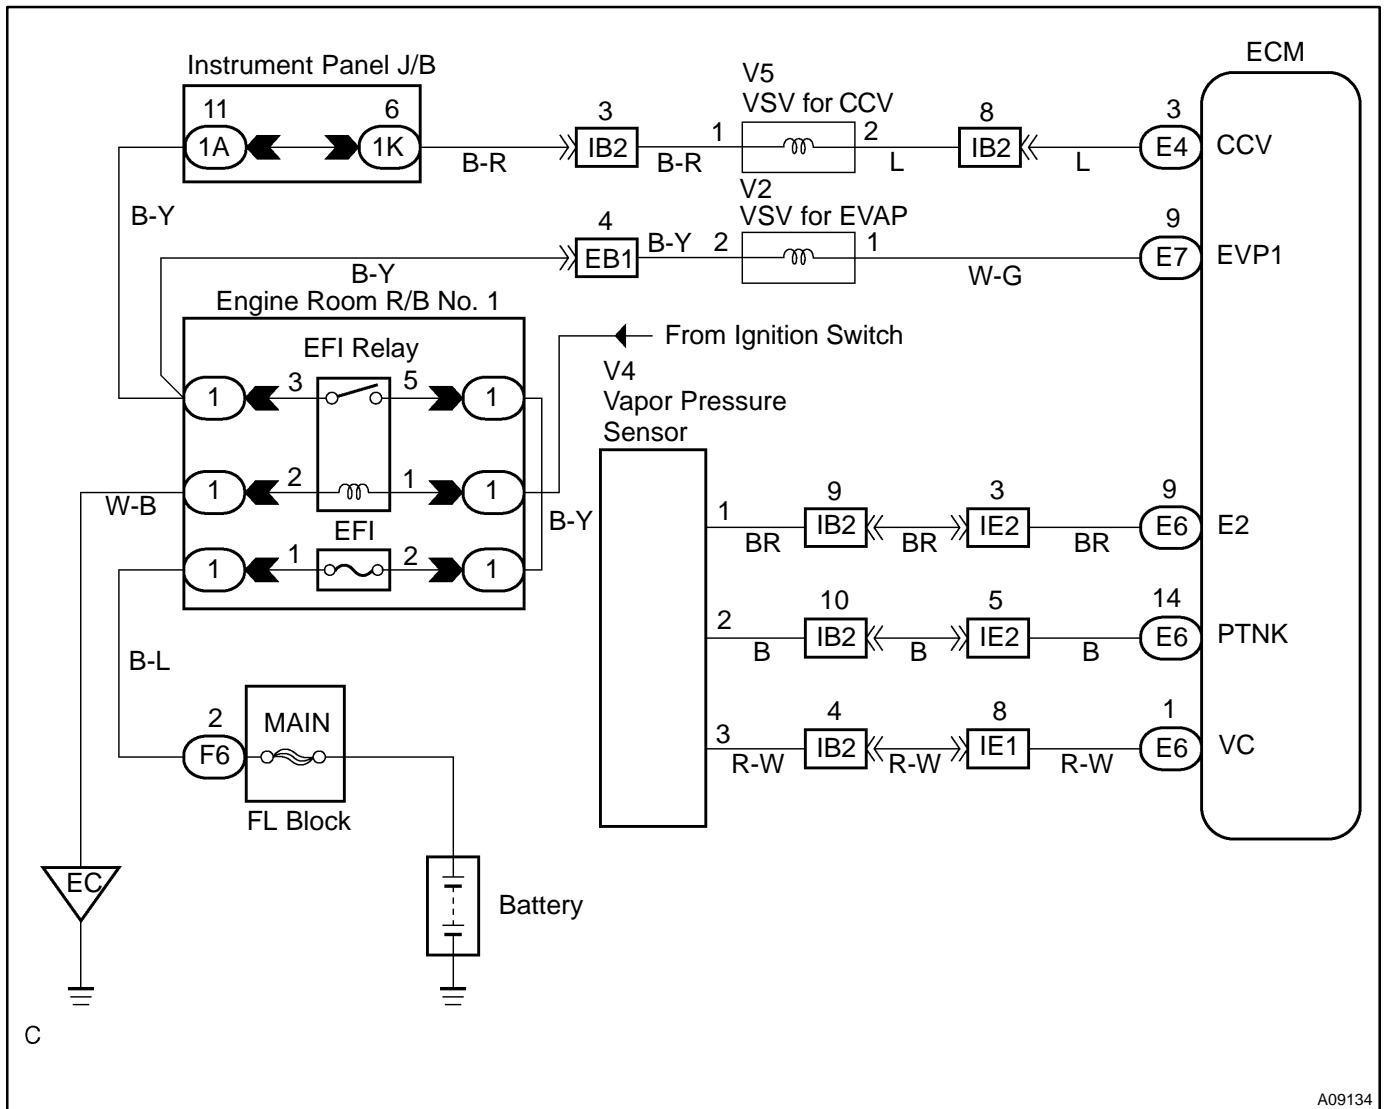 ECM
Instrument Panel J/B
V5
VSV for CCV
11
6
3
1
2
8
3
1A
1K
IB2
IB2
E4
CCV
B-R
B-R
L
L
V2
VSV for EVAP
B-Y
4
B-Y
2
1
9
EB1
E7
EVP1
B-Y
W-G
Engine Room R/B No. 1
EFI Relay
From Ignition Switch
V4
Vapor Pressure
Sensor
1
3
5
1
1
2
1
1
W-B
B-Y
EFI
1
1
2
1
1
9
3
9
BR
IB2
BR
IE2
BR
E6
E2
2
10
5
14
B
IB2
B
IE2
B
E6
PTNK
B-L
3
4
8
1
R-W
IB2
R-W
IE1
R-W
E6
VC
2
MAIN
F6
FL Block
EC
Battery
C
A09134